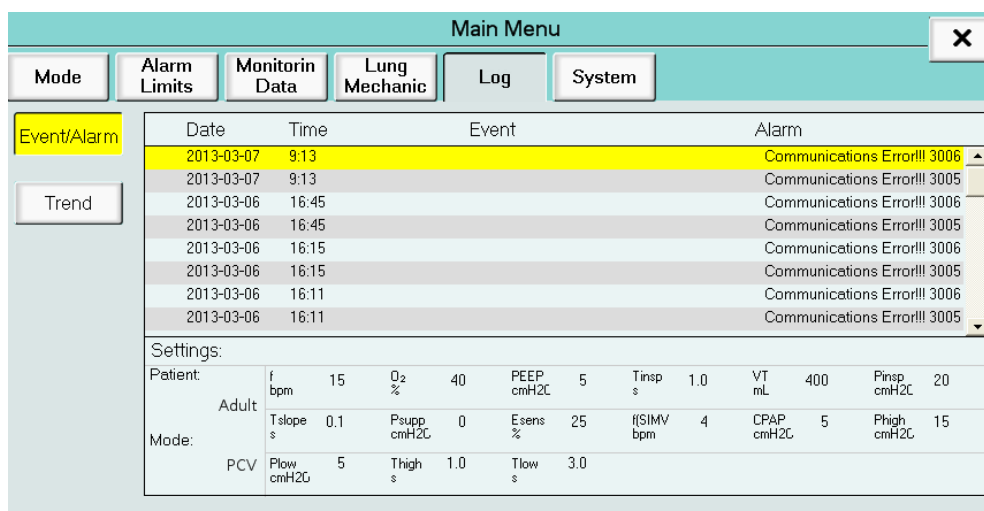 Main Menu
Mode
Alarm Limits
Monitorin Data
Lung Mechanic
Log
System
Event/Alarm
Trend
Date Time Event Alarm
2013-03-07 9:13 Communications Error!!! 3006
2013-03-07 9:13 Communications Error!!! 3005
2013-03-06 16:45 Communications Error!!! 3006
2013-03-06 16:45 Communications Error!!! 3005
2013-03-06 16:15 Communications Error!!! 3006
2013-03-06 16:15 Communications Error!!! 3005
2013-03-06 16:11 Communications Error!!! 3006
2013-03-06 16:11 Communications Error!!! 3005
Settings:
Patient: Adult
Mode: PCV
f bpm 15 O₂ % 40 PEEP cmH2C 5 Tinsp s 1.0 VT mL 400 Pinsp cmH2C 20
Tslope s 0.1 Psupp cmH2C 0 Esens % 25 f(SIMV bpm 4 CPAP cmH2C 5 Phigh cmH2C 15
Plow cmH2C 5 Thigh s 1.0 Tlow s 3.0